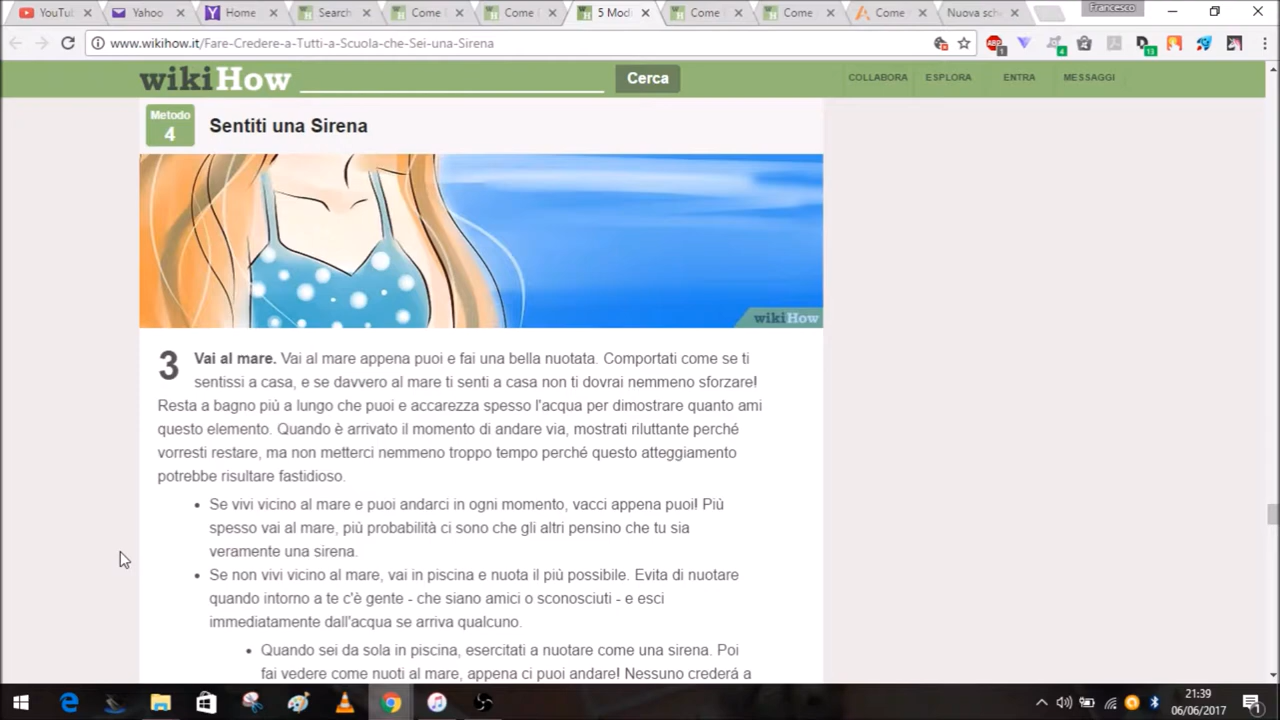 YouTu
Yahoo
Home
Search
Come
Come
5 Modi
Come
Come
Come
Nuova sch
Francesco
www.wikihow.it/Fare-Credere-a-Tutti-a-Scuola-che-Sei-una-Sirena
wikiHow
Cerca
COLLABORA
ESPLORA
ENTRA
MESSAGGI
Metodo
4
Sentiti una Sirena
wikiHow
3 Vai al mare. Vai al mare appena puoi e fai una bella nuotata. Comportati come se ti
sentissi a casa, e se davvero al mare ti senti a casa non ti dovrai nemmeno sforzare!
Resta a bagno più a lungo che puoi e accarezza spesso l'acqua per dimostrare quanto ami
questo elemento. Quando è arrivato il momento di andare via, mostrati riluttante perché
vorresti restare, ma non metterci nemmeno troppo tempo perché questo atteggiamento
potrebbe risultare fastidioso.
• Se vivi vicino al mare e puoi andarci in ogni momento, vacci appena puoi! Più
spesso vai al mare, più probabilità ci sono che gli altri pensino che tu sia
veramente una sirena.
• Se non vivi vicino al mare, vai in piscina e nuota il più possibile. Evita di nuotare
quando intorno a te c'è gente - che siano amici o sconosciuti - e esci
immediatamente dall'acqua se arriva qualcuno.
• Quando sei da sola in piscina, esercitati a nuotare come una sirena. Poi
fai vedere come nuoti al mare, appena ci puoi andare! Nessuno crederà a
21:39
06/06/2017